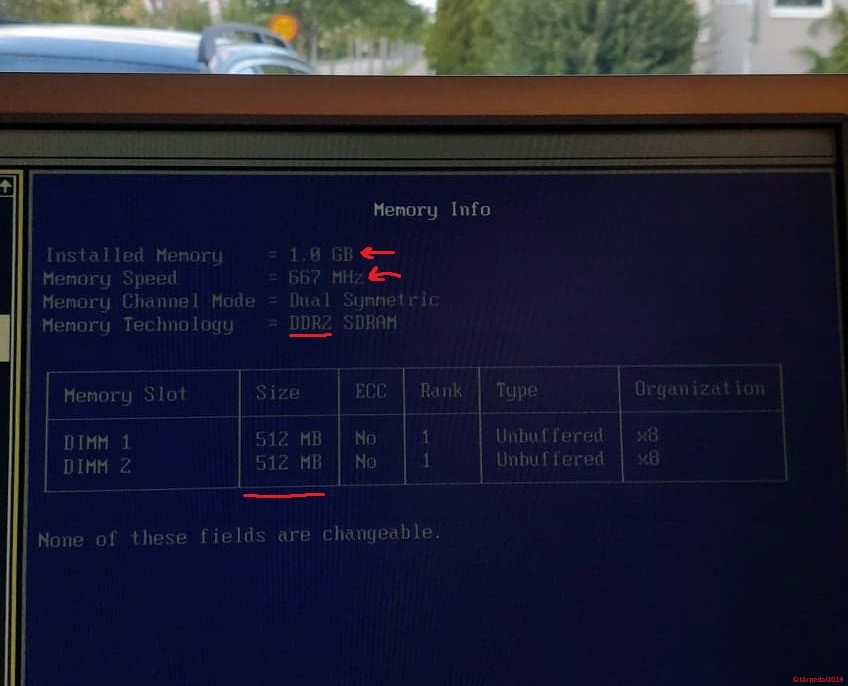 Memory Info
Installed Memory = 1.0 GB
Memory Speed = 667 MHz
Memory Channel Mode = Dual Symmetric
Memory Technology = DDR2 SDRAM
Memory Slot Size ECC Rank Type Organization
DIMM 1 512 MB No 1 Unbuffered x8
DIMM 2 512 MB No 1 Unbuffered x8
None of these fields are changeable.
©Järpedal2019